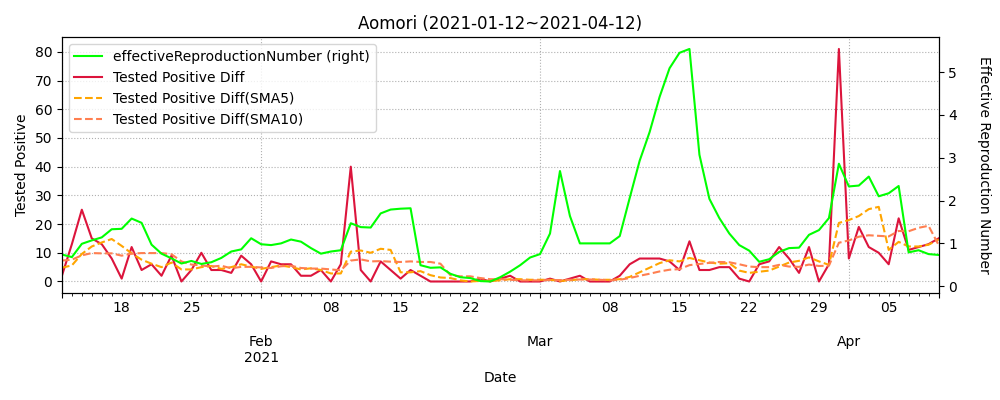 Aomori (2021-01-12~2021-04-12)
effectiveReproductionNumber (right)
Tested Positive Diff
Tested Positive Diff(SMA5)
Tested Positive Diff(SMA10)
Tested Positive
80
70
60
50
40
30
20
10
0
Effective Reproduction Number
5
4
3
2
1
0
18 25 08 15 22 08 15 22 29 05
Feb Mar Apr
2021
Date